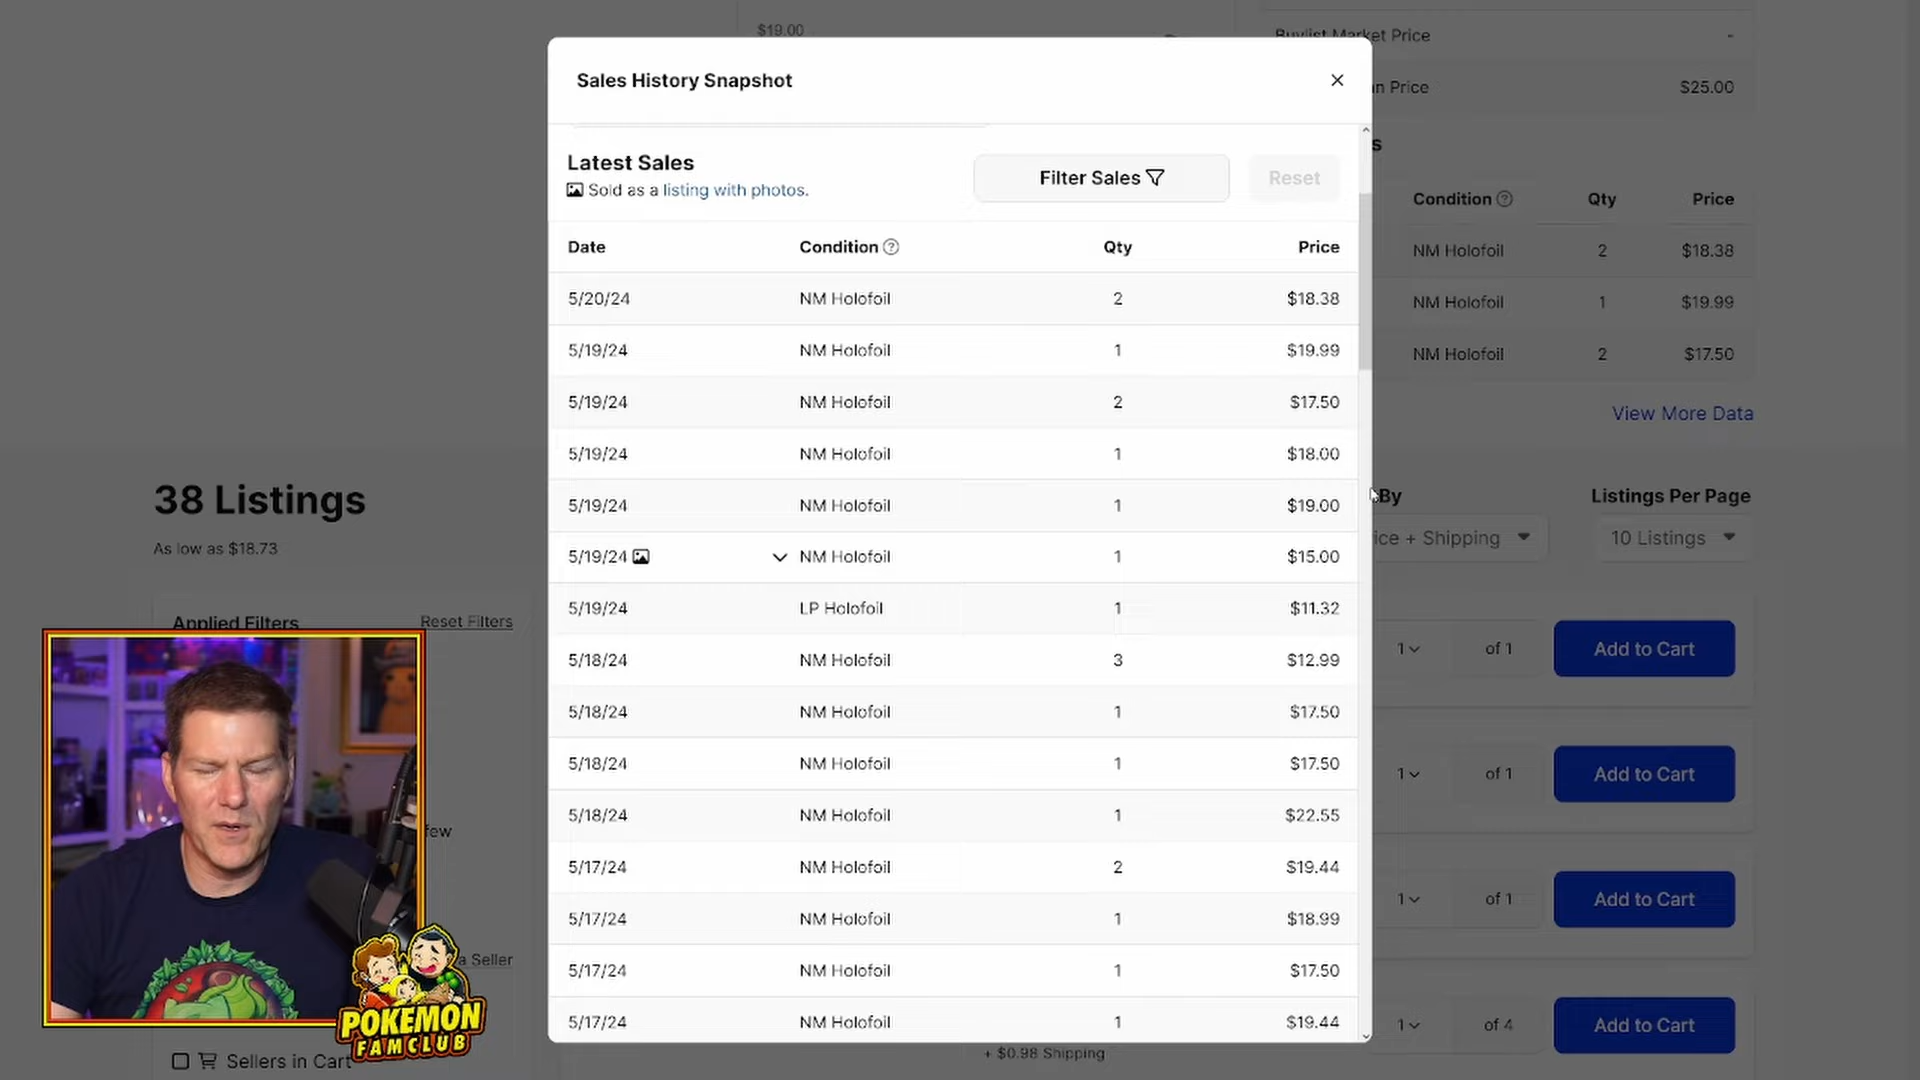 $19.00
Buylist Market Price -
n Price $25.00
s
Condition Qty Price
NM Holofoil 2 $18.38
NM Holofoil 1 $19.99
NM Holofoil 2 $17.50
View More Data
Sales History Snapshot
Latest Sales
Sold as a listing with photos.
Filter Sales
Reset
Date Condition Qty Price
5/20/24 NM Holofoil 2 $18.38
5/19/24 NM Holofoil 1 $19.99
5/19/24 NM Holofoil 2 $17.50
5/19/24 NM Holofoil 1 $18.00
5/19/24 NM Holofoil 1 $19.00
5/19/24 NM Holofoil 1 $15.00
5/19/24 LP Holofoil 1 $11.32
5/18/24 NM Holofoil 3 $12.99
5/18/24 NM Holofoil 1 $17.50
5/18/24 NM Holofoil 1 $17.50
5/18/24 NM Holofoil 1 $22.55
5/17/24 NM Holofoil 2 $19.44
5/17/24 NM Holofoil 1 $18.99
5/17/24 NM Holofoil 1 $17.50
5/17/24 NM Holofoil 1 $19.44
38 Listings
As low as $18.73
By
Listings Per Page
ice + Shipping
10 Listings
Applied Filters
Reset Filters
few
a Seller
Sellers in Cart
1 of 1 Add to Cart
1 of 1 Add to Cart
1 of 1 Add to Cart
1 of 4 Add to Cart
+ $0.98 Shipping
POKEMON
FAMCLUB